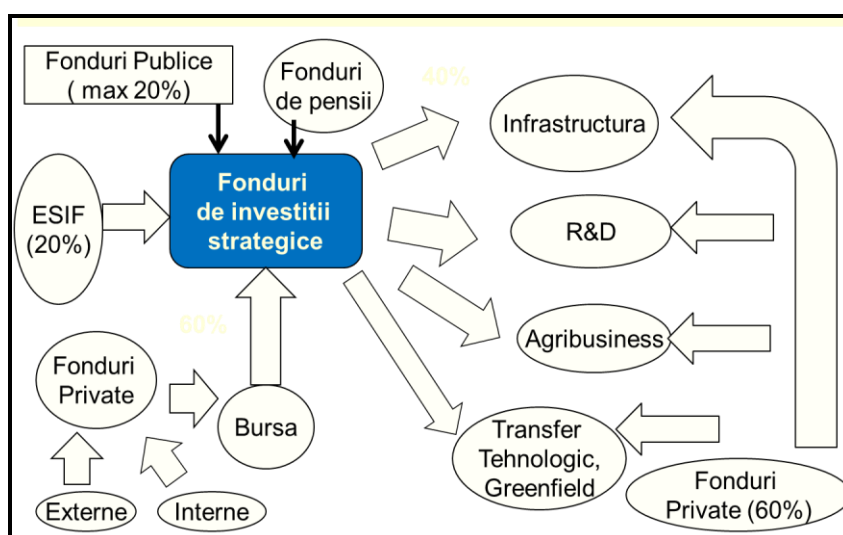 Fonduri Publice
( max 20%)
Fonduri
de pensii
40%
Infrastructura
Fonduri
de investitii
strategice
ESIF
(20%)
R&D
60%
Agribusiness
Fonduri
Private
Bursa
Transfer
Tehnologic,
Greenfield
Fonduri
Private (60%)
Externe
Interne